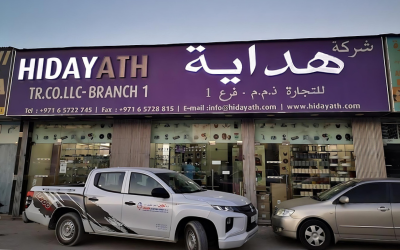 HIDAYATH
TR.CO.LLC-BRANCH 1
شركة
هداية
للتجارة ذ.م.م. - فرع 1
Tel : +971 6 5722 745 | Fax : +971 6 5728 815 | E-MAIL :info@hidayath.com | www.hidayath.com